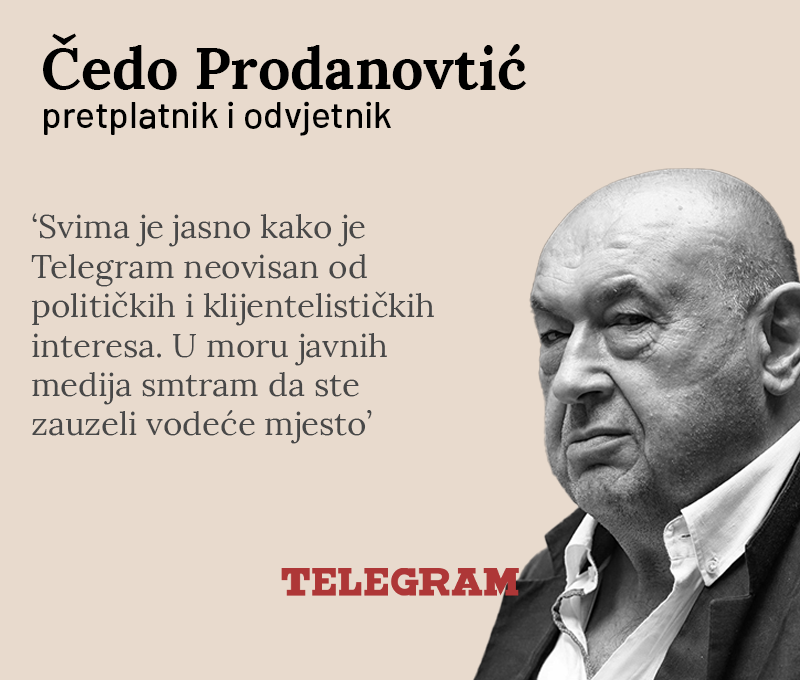 Čedo Prodanovtić
pretplatnik i odvjetnik
‘Svima je jasno kako je
Telegram neovisan od
političkih i klijentelističkih
interesa. U moru javnih
medija smtram da ste
zauzeli vodeće mjesto’
TELEGRAM